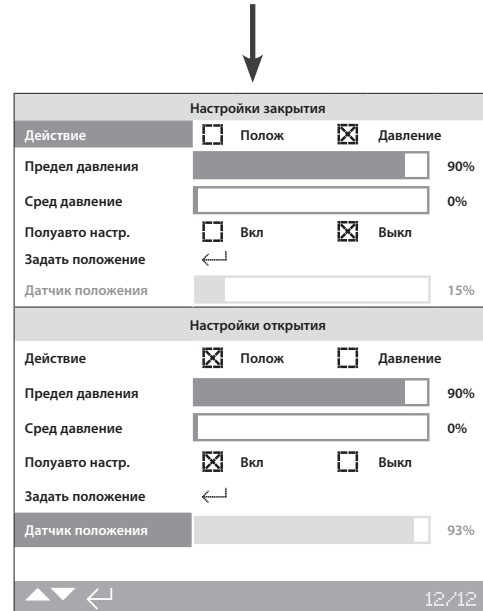 Настройки закрытия
Действие Полож Давление
Предел давления 90%
Сред давление 0%
Полуавто настр. Вкл Выкл
Задать положение
Датчик положения 15%
Настройки открытия
Действие Полож Давление
Предел давления 90%
Сред давление 0%
Полуавто настр. Вкл Выкл
Задать положение
Датчик положения 93%
12/12